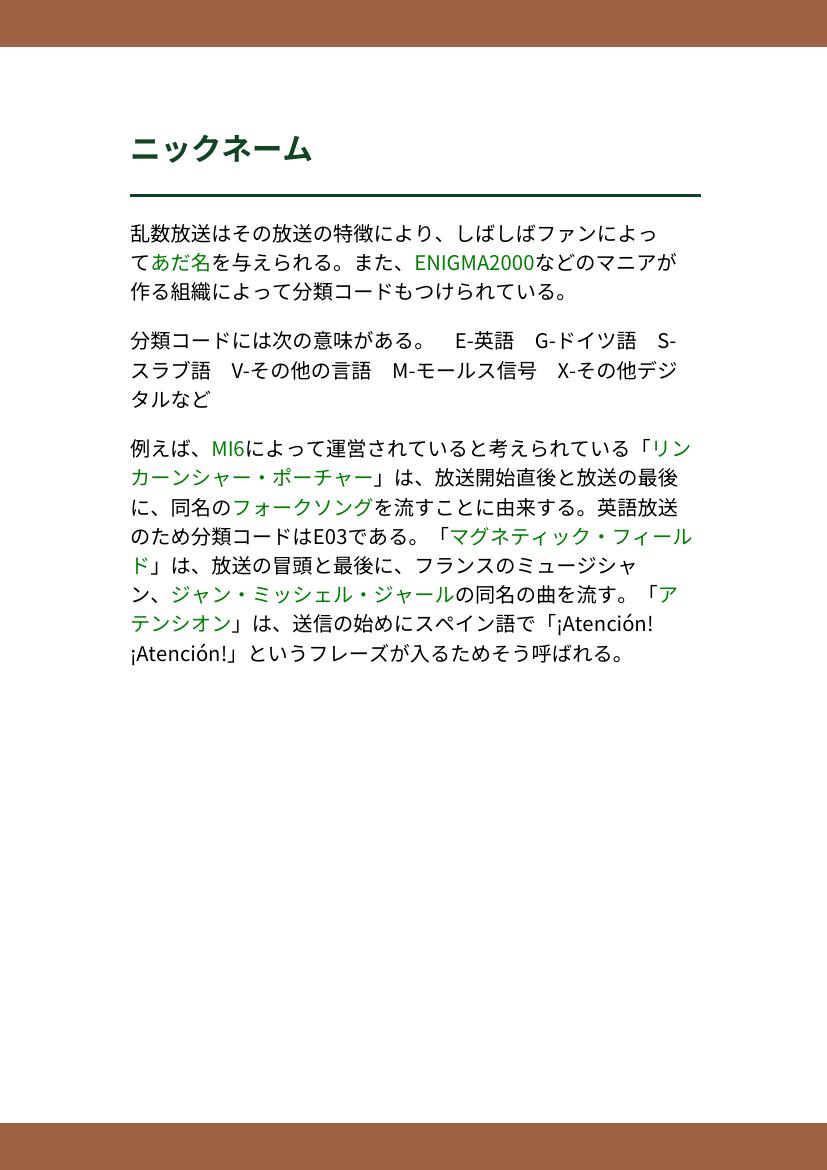 ニックネーム
乱数放送はその放送の特徴により、しばしばファンによっ
てあだ名を与えられる。また、ENIGMA2000などのマニアが
作る組織によって分類コードもつけられている。
分類コードには次の意味がある。　E-英語　G-ドイツ語　S-
スラブ語　V-その他の言語　M-モールス信号　X-その他デジ
タルなど
例えば、MI6によって運営されていると考えられている「リン
カーンシャー・ポーチャー」は、放送開始直後と放送の最後
に、同名のフォークソングを流すことに由来する。英語放送
のため分類コードはE03である。「マグネティック・フィール
ド」は、放送の冒頭と最後に、フランスのミュージシャ
ン、ジャン・ミッシェル・ジャールの同名の曲を流す。「ア
テンシオン」は、送信の始めにスペイン語で「¡Atención!
¡Atención!」というフレーズが入るためそう呼ばれる。